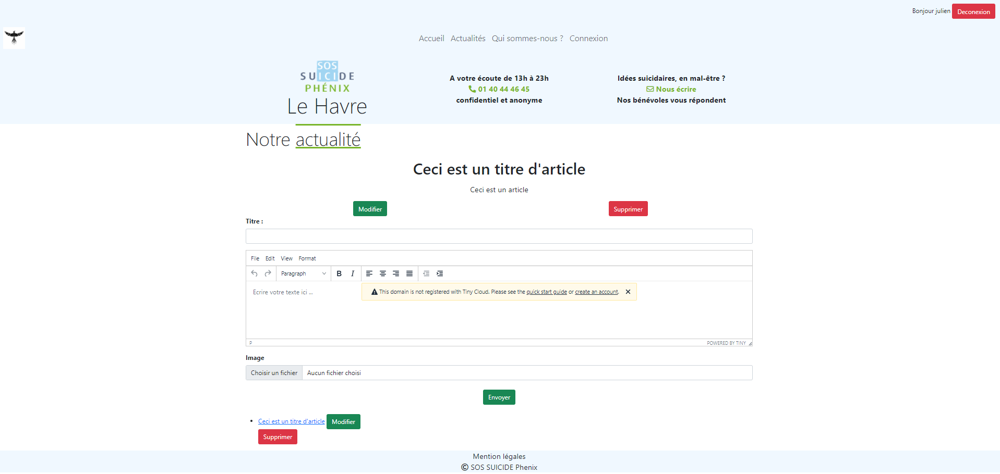 Bonjour julien Deconexion
Accueil Actualités Qui sommes-nous ? Connexion
SOS
SUICIDE
PHÉNIX
Le Havre
A votre écoute de 13h à 23h
01 40 44 46 45
confidentiel et anonyme
Idées suicidaires, en mal-être ?
Nous écrire
Nos bénévoles vous répondent
Notre actualité
Ceci est un titre d'article
Ceci est un article
Modifier Supprimer
Titre :
File Edit View Format
Paragraph B I
Ecrire votre texte ici ...
This domain is not registered with Tiny Cloud. Please see the quick start guide or create an account.
P POWERED BY TINY
Image
Choisir un fichier Aucun fichier choisi
Envoyer
Ceci est un titre d'article Modifier
Supprimer
Mention légales
© SOS SUICIDE Phenix